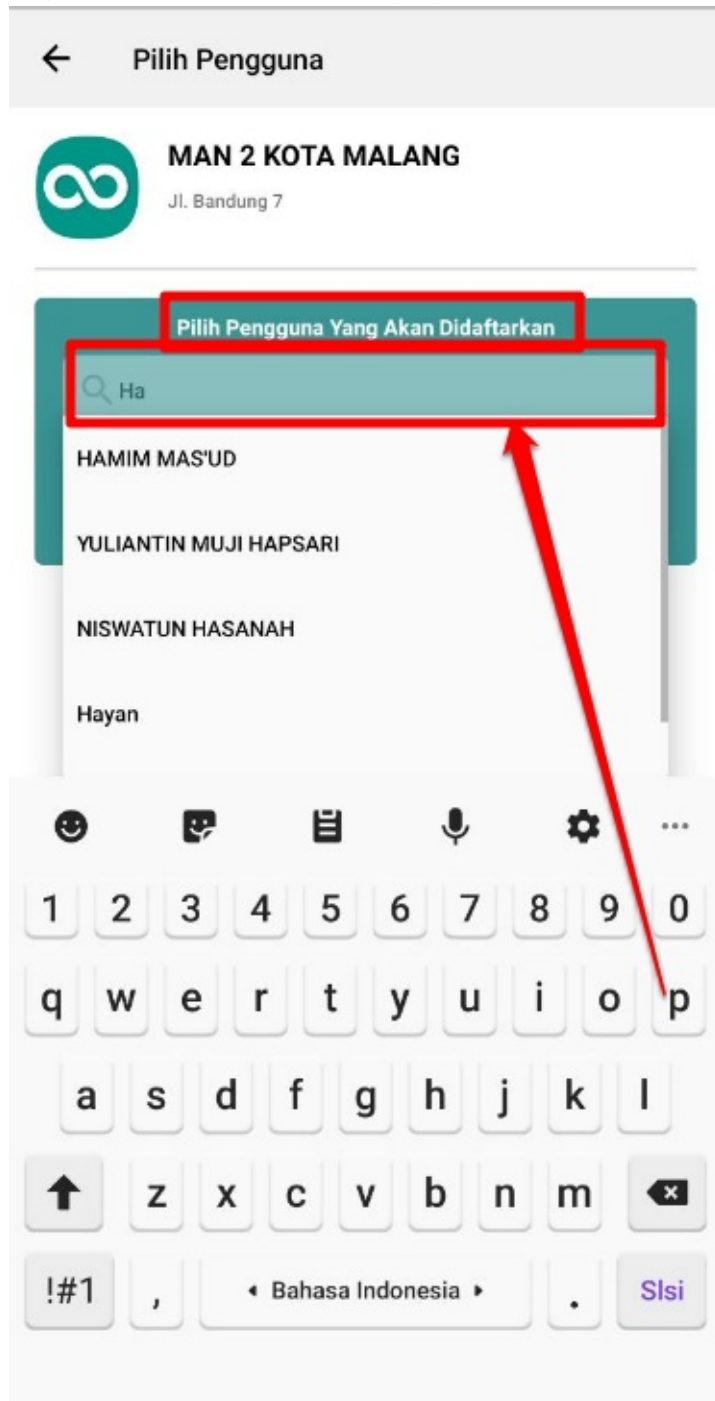 Pilih Pengguna
MAN 2 KOTA MALANG
Jl. Bandung 7
Pilih Pengguna Yang Akan Didaftarkan
Ha
HAMIM MAS'UD
YULIANTIN MUJI HAPSARI
NISWATUN HASANAH
Hayan
1 2 3 4 5 6 7 8 9 0
q w e r t y u i o p
a s d f g h j k l
z x c v b n m
!#1 , Bahasa Indonesia . SIsi